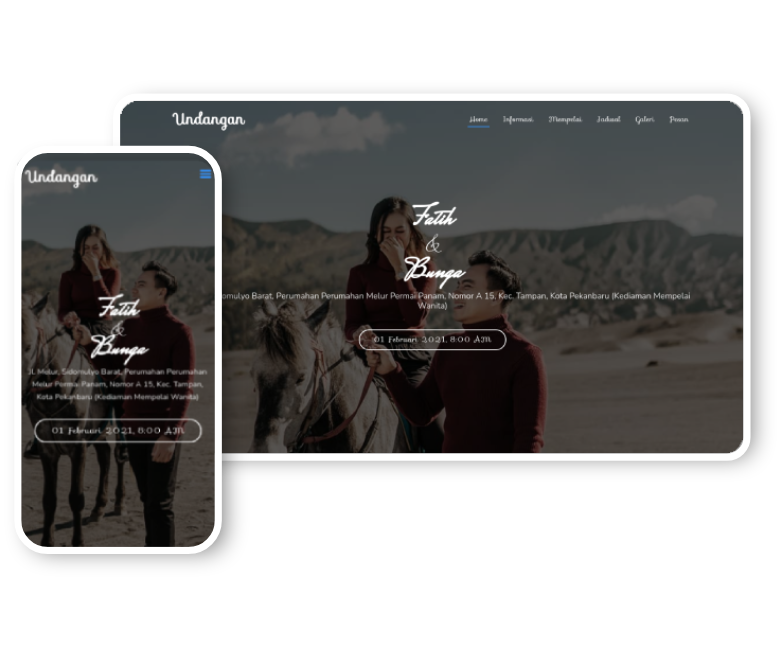 Undangan
Home Informasi Mempelai Jadwal Galeri Pesan
Fatih
&
Bunga
omulyo Barat, Perumahan Perumahan Melur Permai Panam, Nomor A 15, Kec. Tampan, Kota Pekanbaru (Kediaman Mempelai
Wanita)
01 Februari 2021, 8:00 AM
Undangan
Fatih
&
Bunga
Jl. Melur, Sidomulyo Barat, Perumahan Perumahan
Melur Permai Panam, Nomor A 15, Kec. Tampan,
Kota Pekanbaru (Kediaman Mempelai Wanita)
01 Februari 2021, 8:00 AM